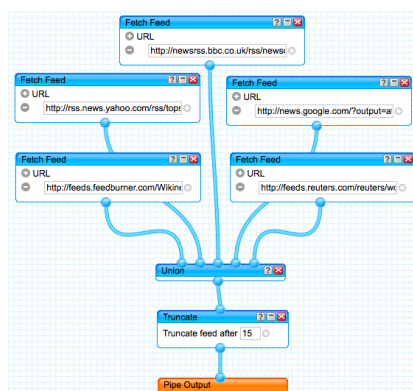 Fetch Feed
URL
http://newsrss.bbc.co.uk/rss/news
Fetch Feed
URL
http://rss.news.yahoo.com/rss/tops
Fetch Feed
URL
http://news.google.com/?output=a
Fetch Feed
URL
http://feeds.feedburner.com/Wikin
Fetch Feed
URL
http://feeds.reuters.com/reuters/wo
Union
Truncate
Truncate feed after 15
Pipe Output